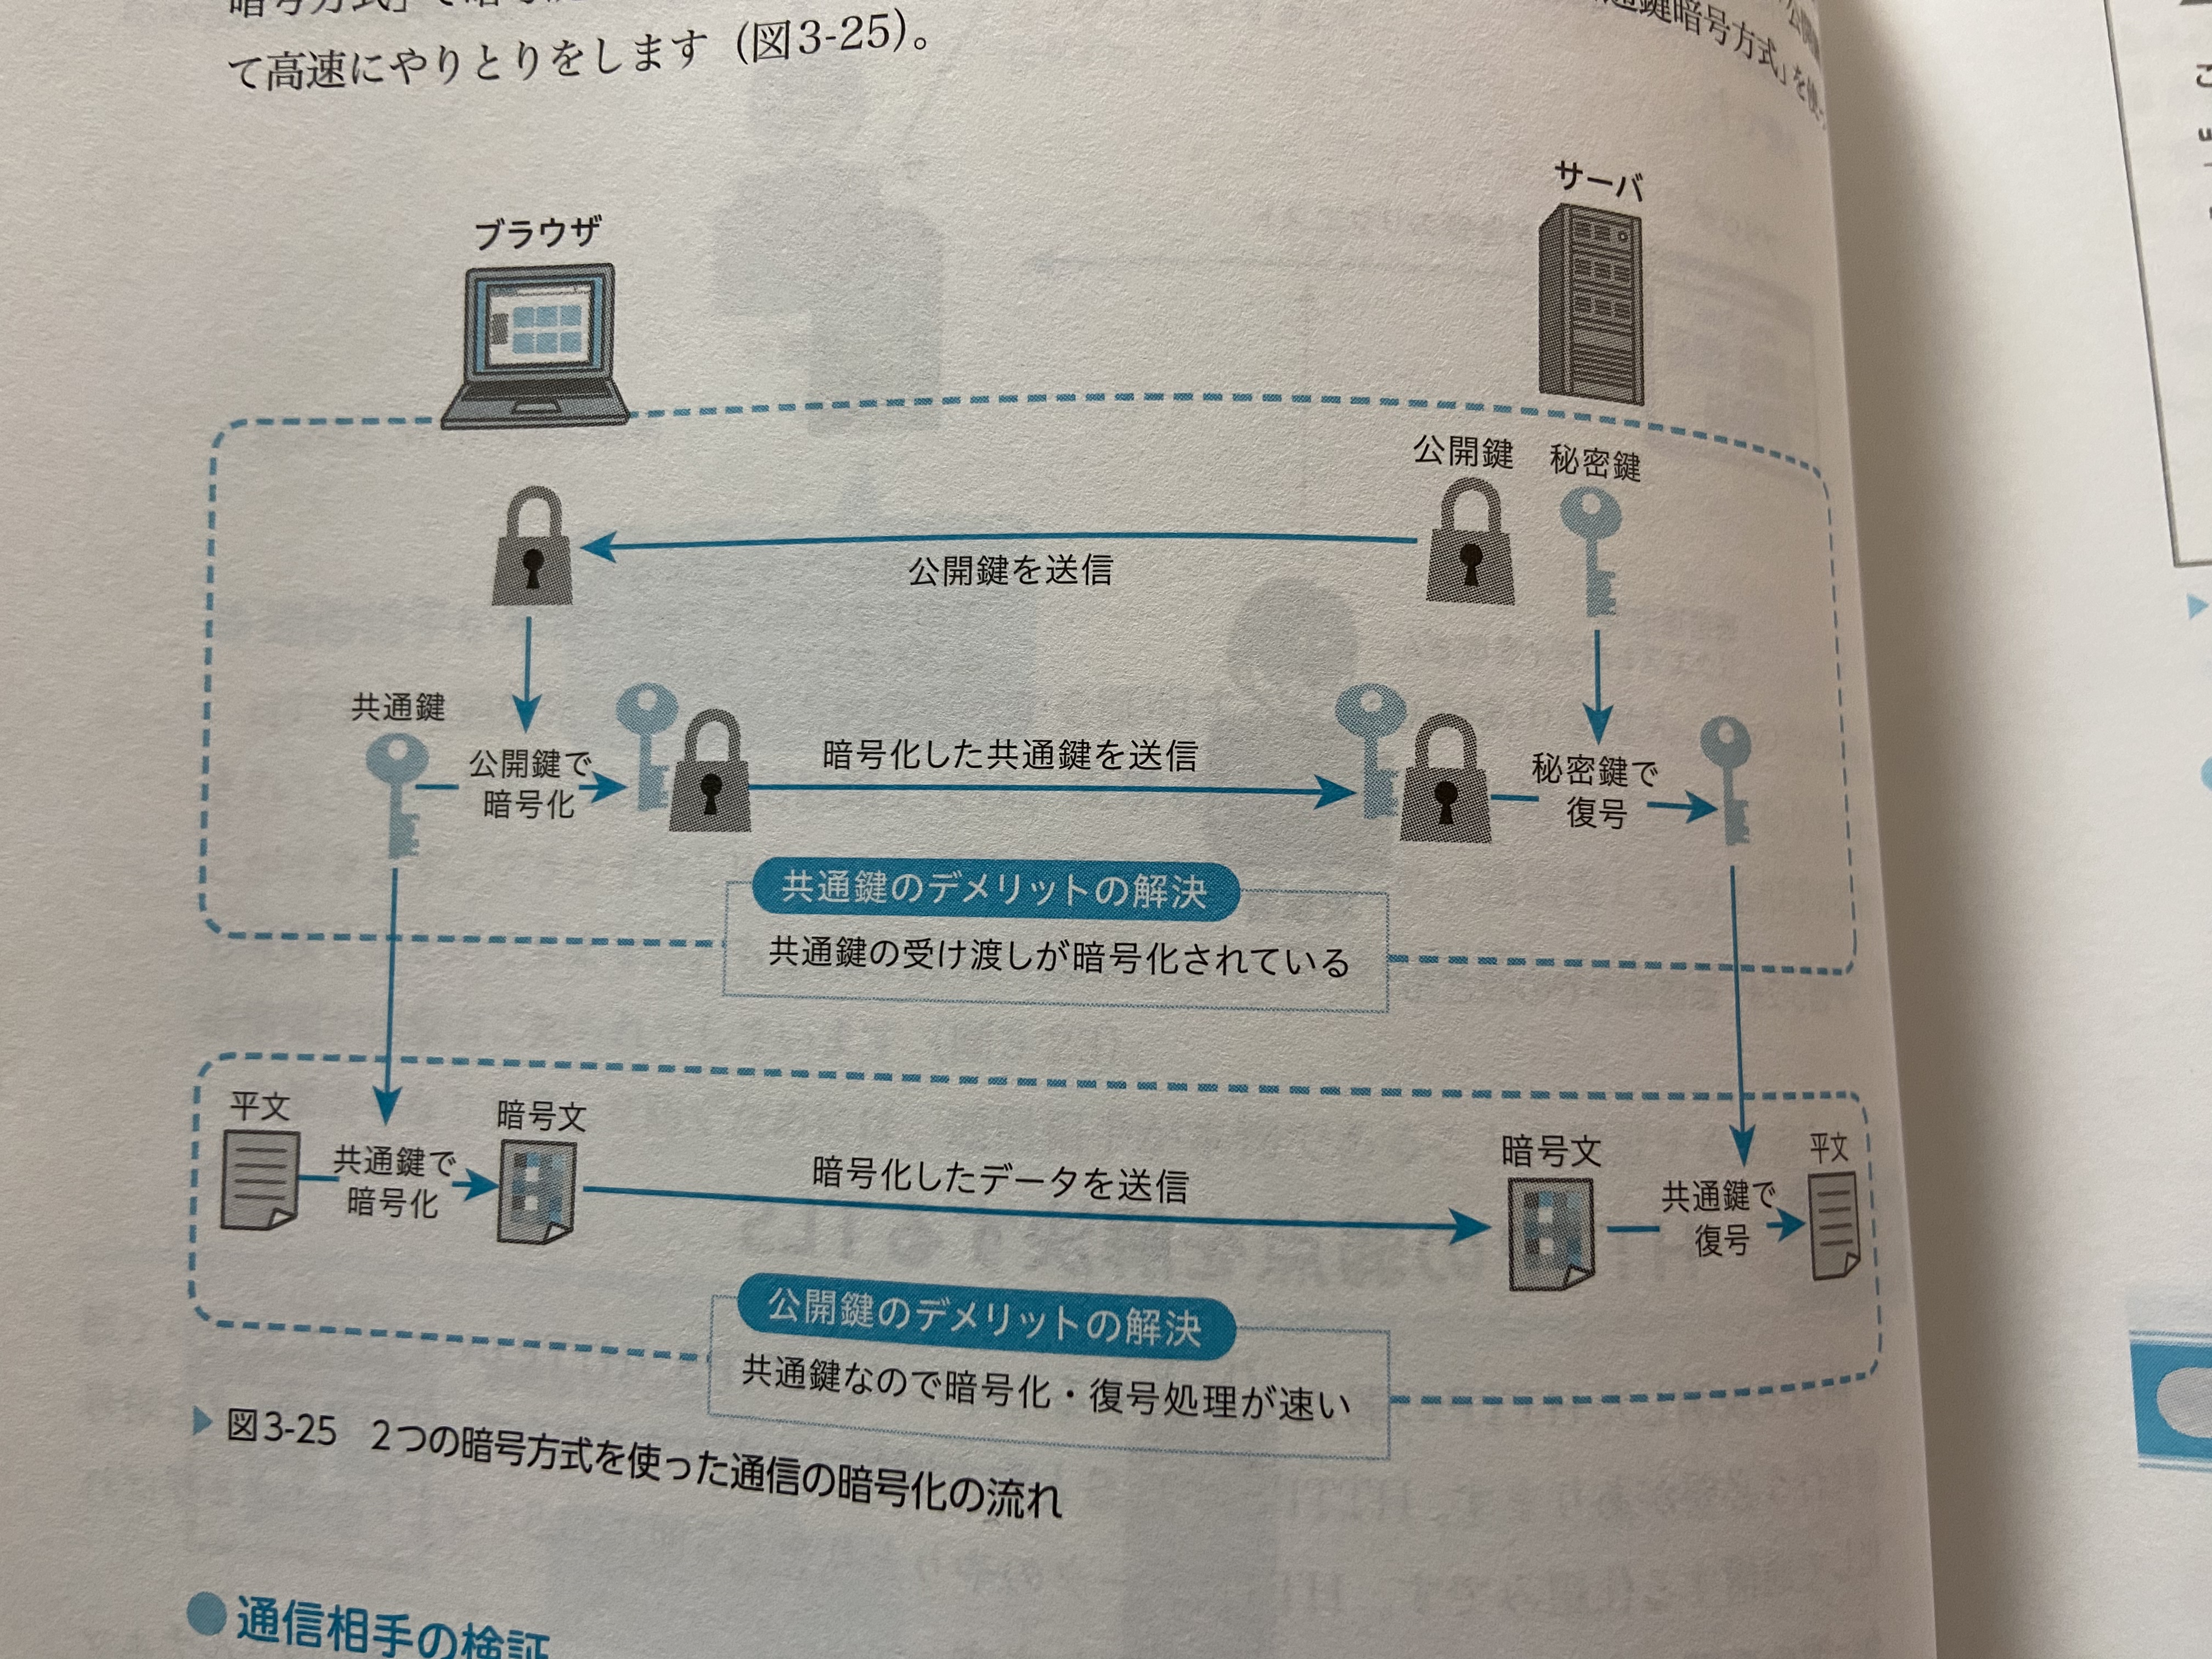 暗号方式」で暗号
通鍵暗号方式」を使っ
て高速にやりとりをします（図3-25）。
ブラウザ
サーバ
公開鍵
秘密鍵
公開鍵を送信
共通鍵
公開鍵で
暗号化
暗号化した共通鍵を送信
秘密鍵で
復号
共通鍵のデメリットの解決
共通鍵の受け渡しが暗号化されている
平文
共通鍵で
暗号化
暗号文
暗号化したデータを送信
暗号文
共通鍵で
復号
平文
公開鍵のデメリットの解決
共通鍵なので暗号化・復号処理が速い
図3-25 2つの暗号方式を使った通信の暗号化の流れ
通信相手の検証